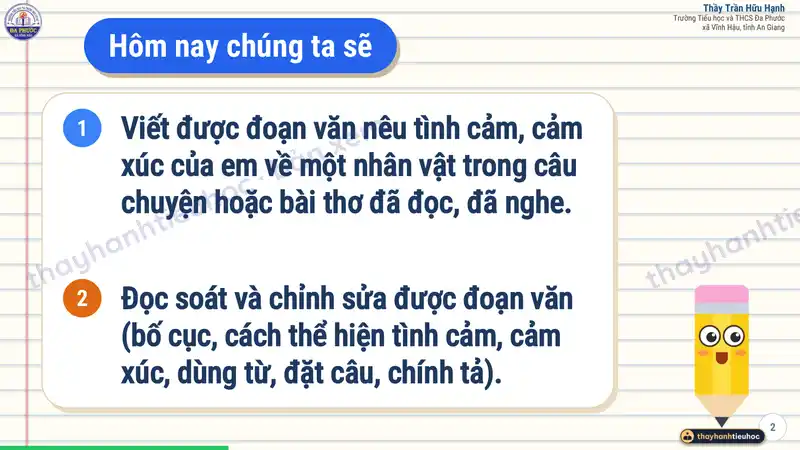 Thầy Trần Hữu Hạnh
Trường Tiểu học và THCS Đa Phước
xã Vĩnh Hậu, tỉnh An Giang
ĐA PHƯỚC
Hôm nay chúng ta sẽ
1 Viết được đoạn văn nêu tình cảm, cảm
xúc của em về một nhân vật trong câu
chuyện hoặc bài thơ đã đọc, đã nghe.
2 Đọc soát và chỉnh sửa được đoạn văn
(bố cục, cách thể hiện tình cảm, cảm
xúc, dùng từ, đặt câu, chính tả).
thayhanhtieuhoc
2